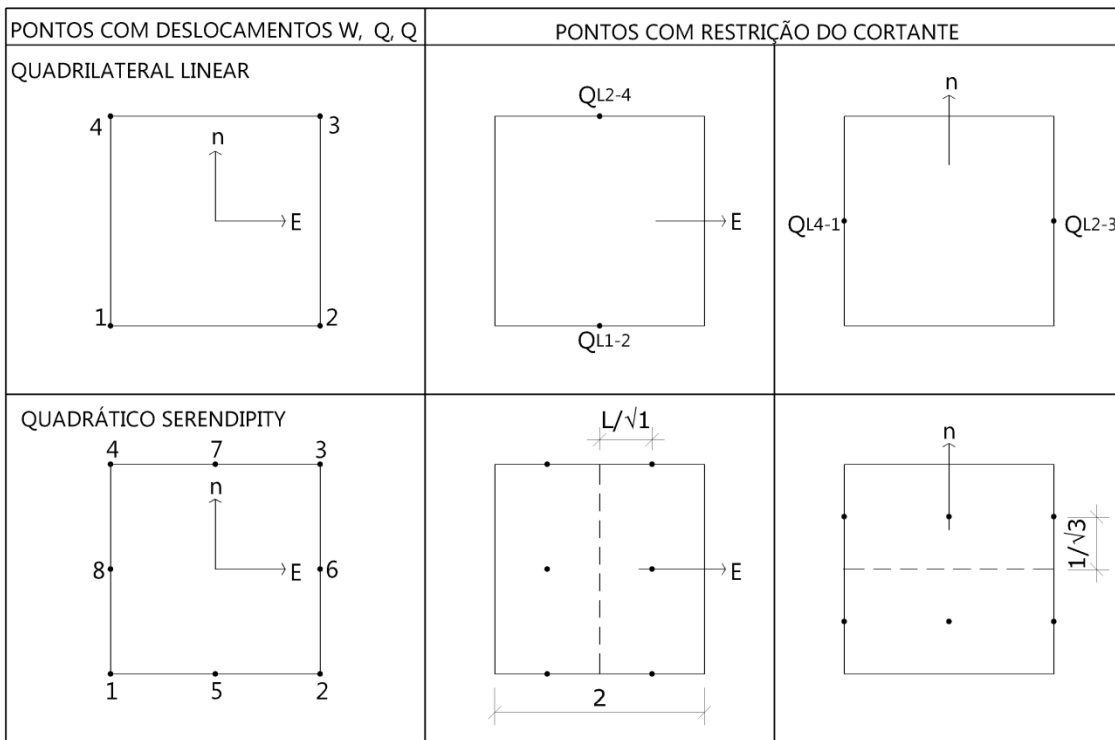 PONTOS COM DESLOCAMENTOS W, Q, Q
PONTOS COM RESTRIÇÃO DO CORTANTE
QUADRILATERAL LINEAR
4
3
n
E
1
2
QL2-4
E
QL1-2
n
QL4-1
QL2-3
QUADRÁTICO SERENDIPITY
4
7
3
n
8
E
6
1
5
2
L/√1
E
2
n
1/√3